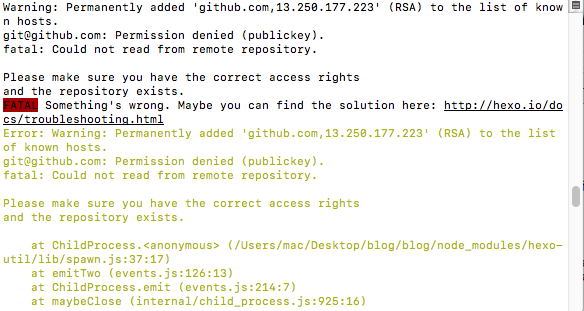 Warning: Permanently added 'github.com,13.250.177.223' (RSA) to the list of know
n hosts.
git@github.com: Permission denied (publickey).
fatal: Could not read from remote repository.
Please make sure you have the correct access rights
and the repository exists.
FATAL Something's wrong. Maybe you can find the solution here: http://hexo.io/do
cs/troubleshooting.html
Error: Warning: Permanently added 'github.com,13.250.177.223' (RSA) to the list
of known hosts.
git@github.com: Permission denied (publickey).
fatal: Could not read from remote repository.
Please make sure you have the correct access rights
and the repository exists.
at ChildProcess.<anonymous> (/Users/mac/Desktop/blog/blog/node_modules/hexo-
util/lib/spawn.js:37:17)
at emitTwo (events.js:126:13)
at ChildProcess.emit (events.js:214:7)
at maybeClose (internal/child_process.js:925:16)